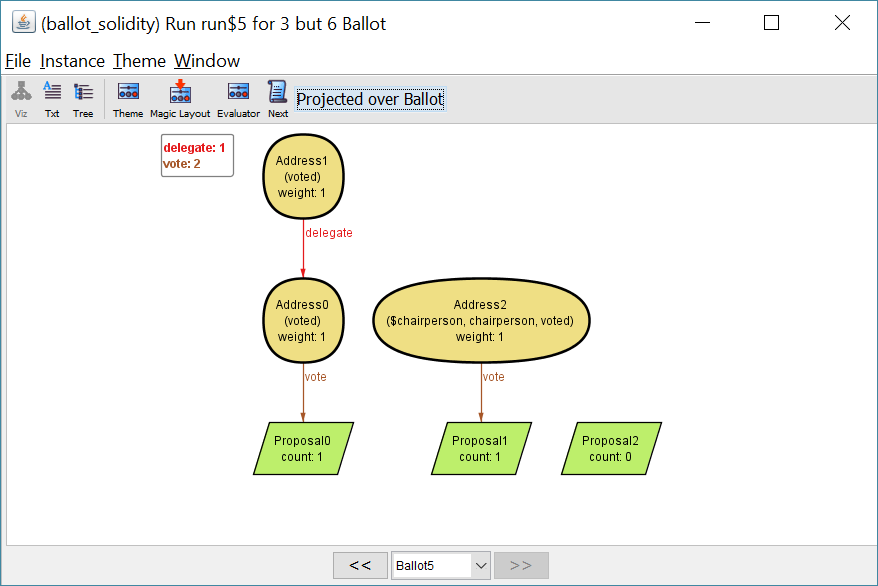 (ballot_solidity) Run run$5 for 3 but 6 Ballot
File Instance Theme Window
Viz Txt Tree Theme Magic Layout Evaluator Next Projected over Ballot
delegate: 1
vote: 2
Address1
(voted)
weight: 1
delegate
Address0
(voted)
weight: 1
Address2
($chairperson, chairperson, voted)
weight: 1
vote
vote
Proposal0
count: 1
Proposal1
count: 1
Proposal2
count: 0
<< Ballot5 >>